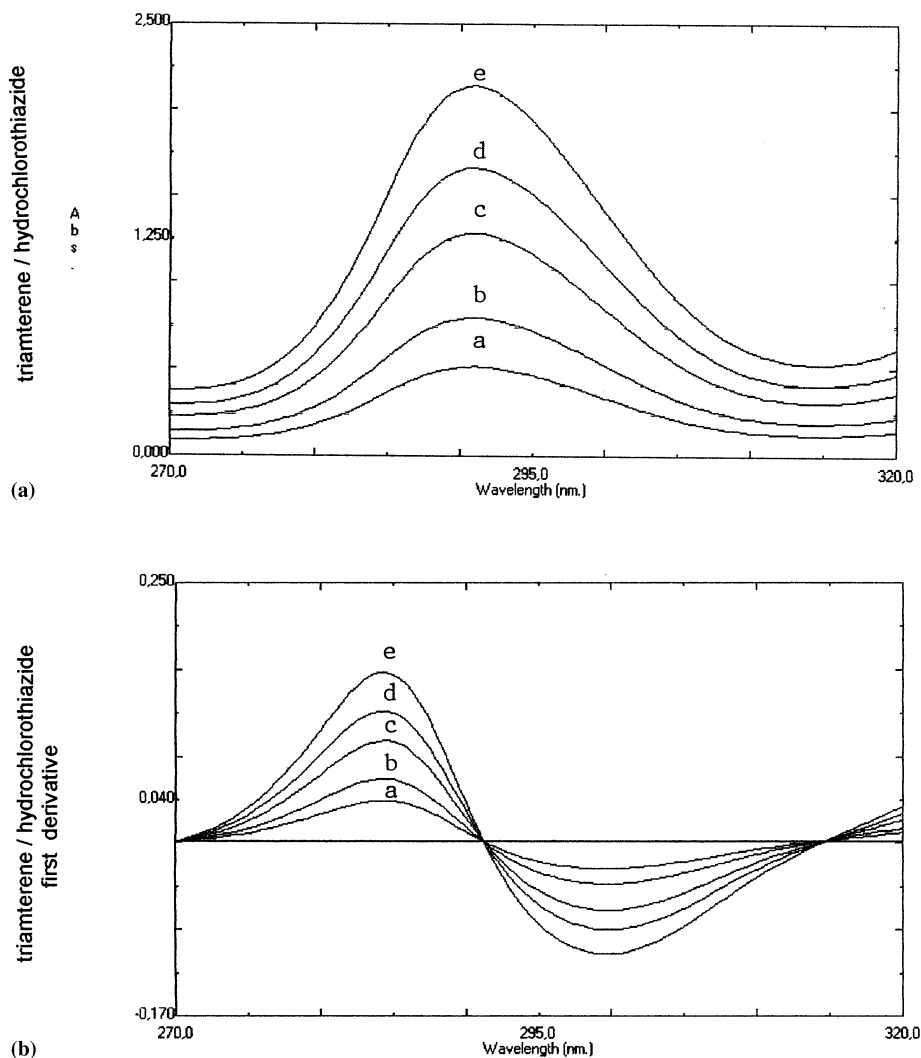 2,500
triamterene / hydrochlorothiazide
A
b
s
.
e
d
c
b
a
1,250
0,000
270,0
295,0
320,0
Wavelength (nm.)
(a)
0,250
triamterene / hydrochlorothiazide
first derivative
e
d
c
b
a
0,040
-0,170
270,0
295,0
320,0
Wavelength (nm.)
(b)